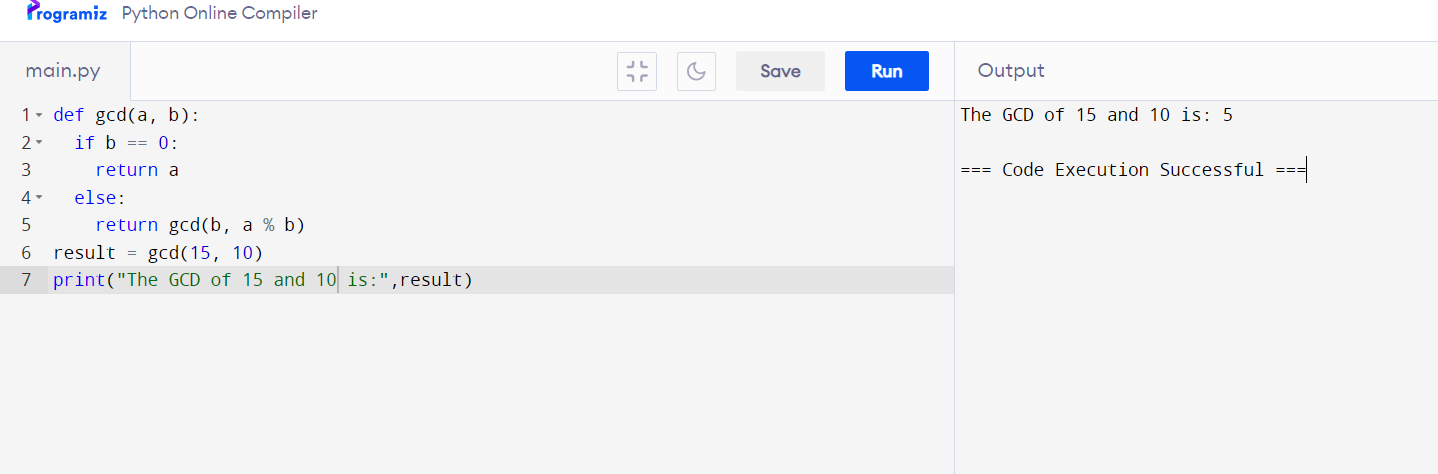 Programiz Python Online Compiler
main.py
Save
Run
Output
1 def gcd(a, b):
2   if b == 0:
3     return a
4   else:
5     return gcd(b, a % b)
6 result = gcd(15, 10)
7 print("The GCD of 15 and 10 is:",result)
The GCD of 15 and 10 is: 5
=== Code Execution Successful ===